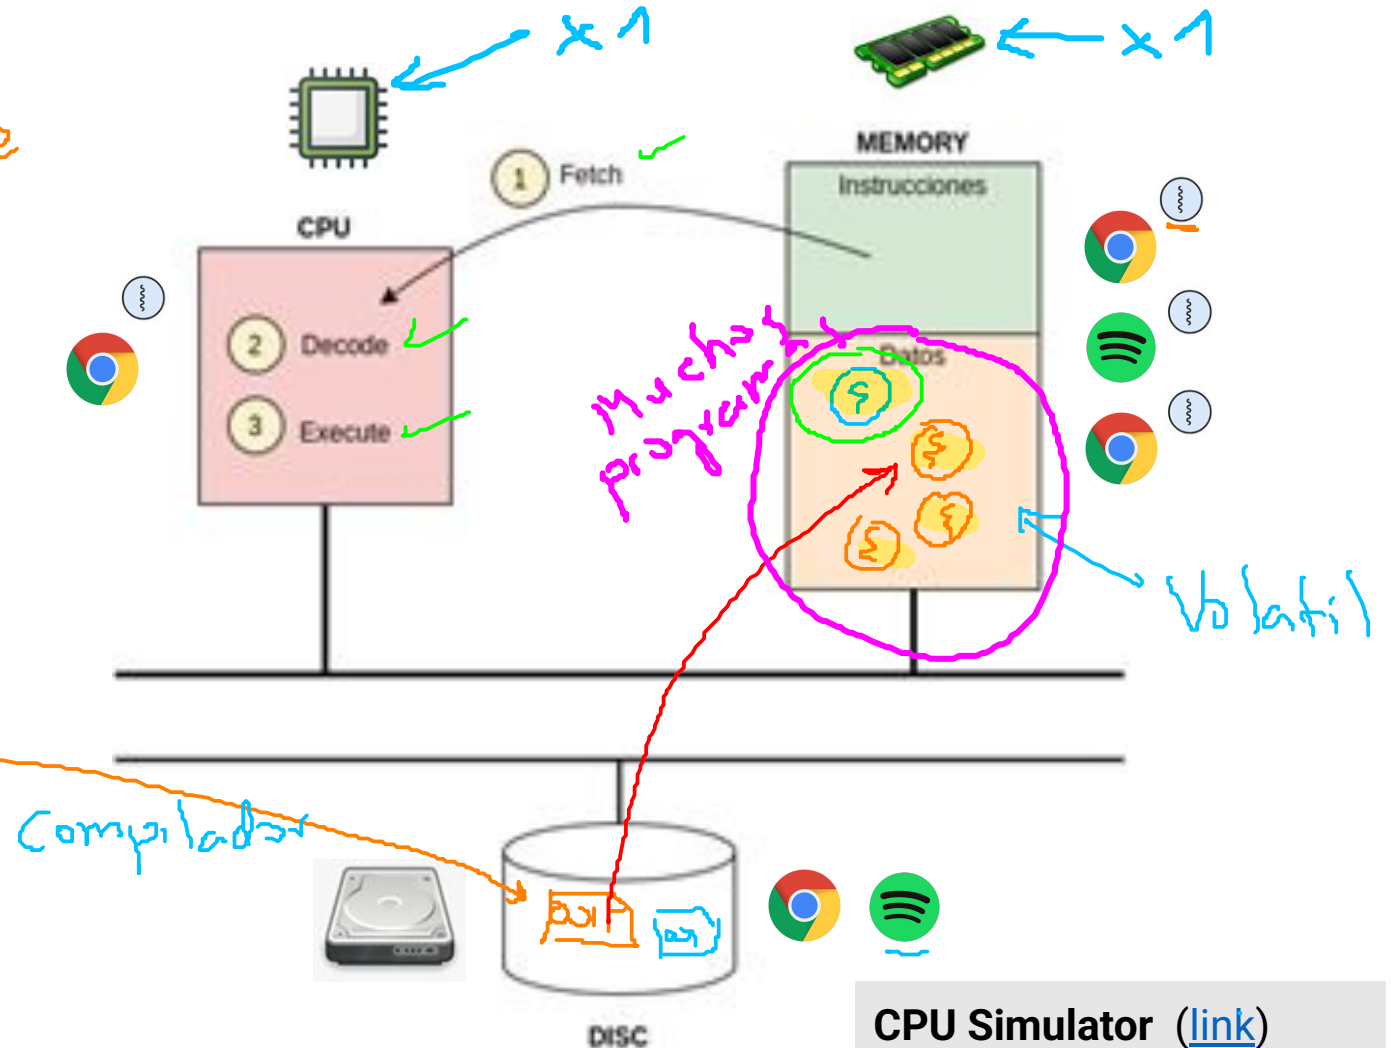 x 1
x 1
MEMORY
1 Fetch
Instrucciones
CPU
2 Decode
Muchos
Datos
programas
3 Execute
Volatil
Compilador
DISC
CPU Simulator (link)